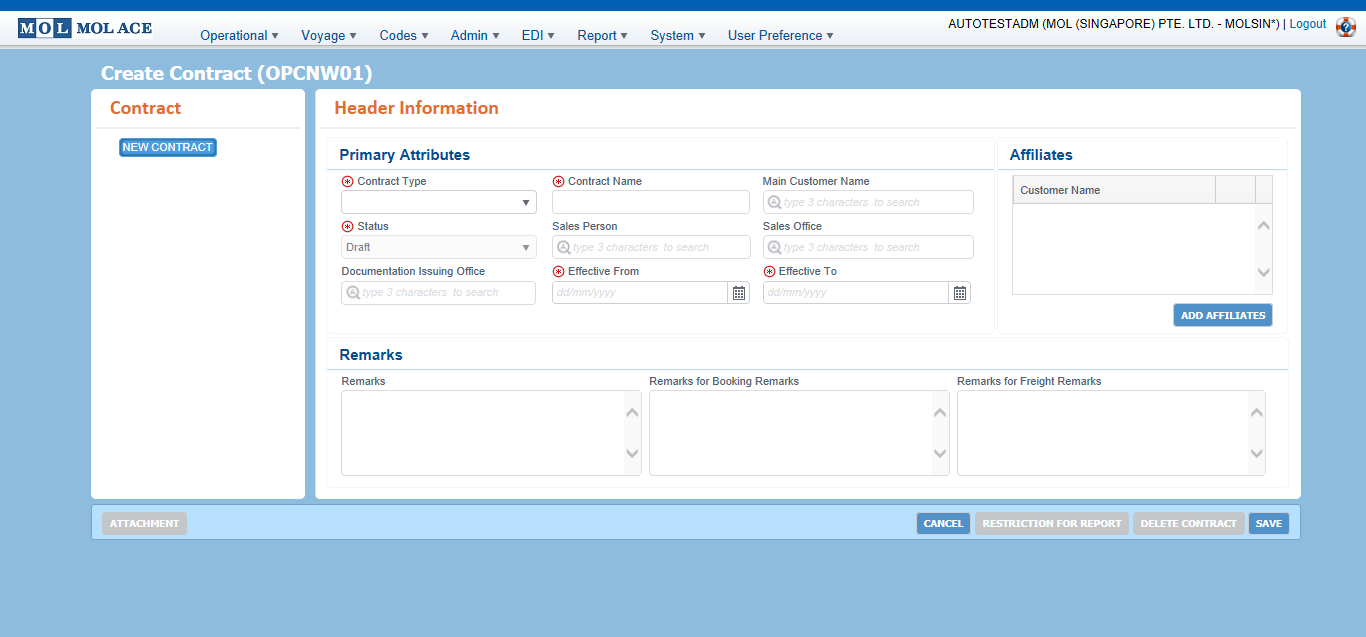 MOL MOL ACE
Operational ▼ Voyage ▼ Codes ▼ Admin ▼ EDI ▼ Report ▼ System ▼ User Preference ▼
AUTOTESTADM (MOL (SINGAPORE) PTE. LTD. - MOLSIN*) | Logout
Create Contract (OPCNW01)
Contract
NEW CONTRACT
Header Information
Primary Attributes
Contract Type
Contract Name
Main Customer Name
type 3 characters to search
Status
Sales Person
Sales Office
Draft
type 3 characters to search
type 3 characters to search
Documentation Issuing Office
Effective From
Effective To
type 3 characters to search
dd/mm/yyyy
dd/mm/yyyy
Affiliates
Customer Name
ADD AFFILIATES
Remarks
Remarks
Remarks for Booking Remarks
Remarks for Freight Remarks
ATTACHMENT
CANCEL
RESTRICTION FOR REPORT
DELETE CONTRACT
SAVE